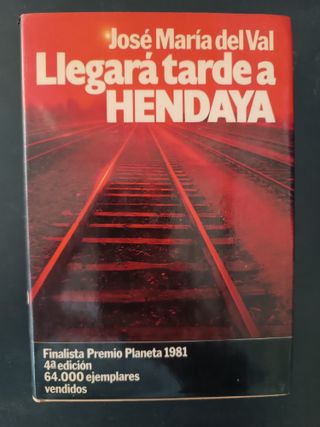 José María del Val
Llegará tarde a
HENDAYA
Finalista Premio Planeta 1981
4ª edición
64.000 ejemplares
vendidos